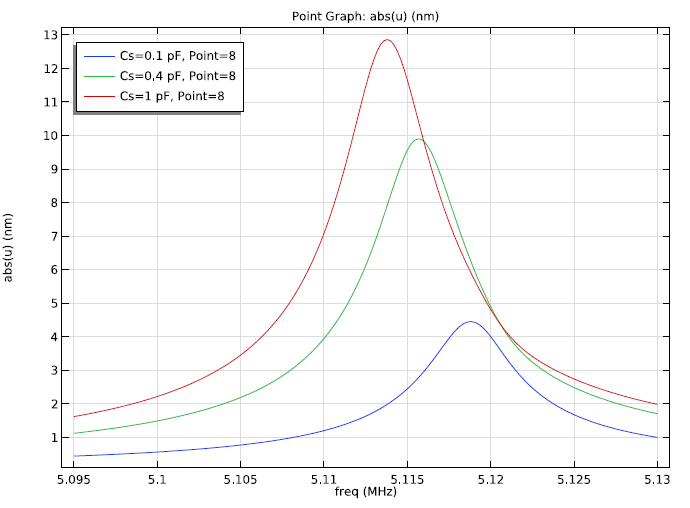 Point Graph: abs(u) (nm)
13
12
11
10
9
8
7
6
5
4
3
2
1
abs(u) (nm)
Cs=0.1 pF, Point=8
Cs=0,4 pF, Point=8
Cs=1 pF, Point=8
5.095 5.1 5.105 5.11 5.115 5.12 5.125 5.13
freq (MHz)